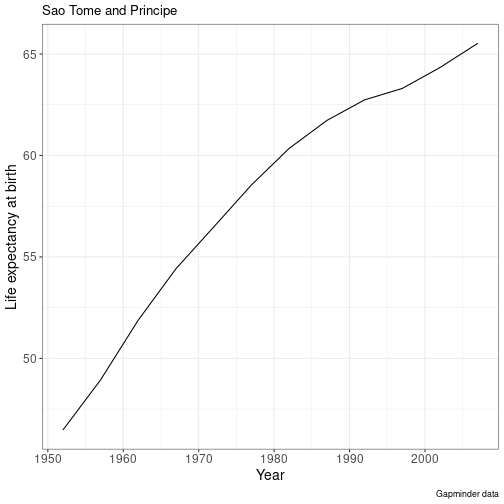 Sao Tome and Principe
65
60
55
50
Life expectancy at birth
1950 1960 1970 1980 1990 2000
Year
Gapminder data